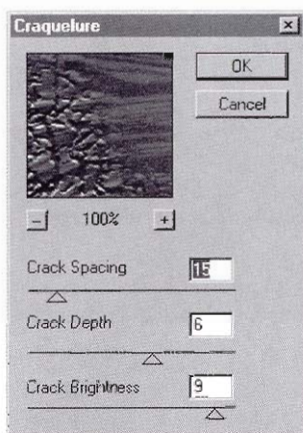 Craquelure
OK
Cancel
100%
Crack Spacing 15
Crack Depth 6
Crack Brightness 9